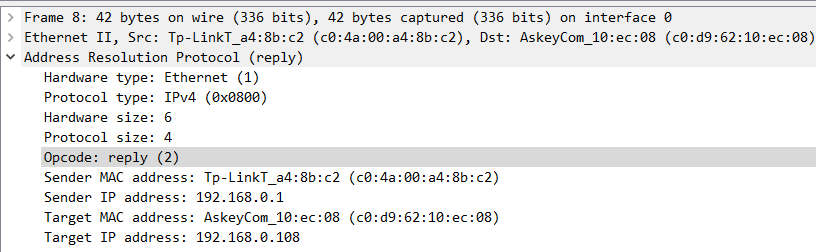 Frame 8: 42 bytes on wire (336 bits), 42 bytes captured (336 bits) on interface 0
Ethernet II, Src: Tp-LinkT_a4:8b:c2 (c0:4a:00:a4:8b:c2), Dst: AskeyCom_10:ec:08 (c0:d9:62:10:ec:08)
Address Resolution Protocol (reply)
Hardware type: Ethernet (1)
Protocol type: IPv4 (0x0800)
Hardware size: 6
Protocol size: 4
Opcode: reply (2)
Sender MAC address: Tp-LinkT_a4:8b:c2 (c0:4a:00:a4:8b:c2)
Sender IP address: 192.168.0.1
Target MAC address: AskeyCom_10:ec:08 (c0:d9:62:10:ec:08)
Target IP address: 192.168.0.108